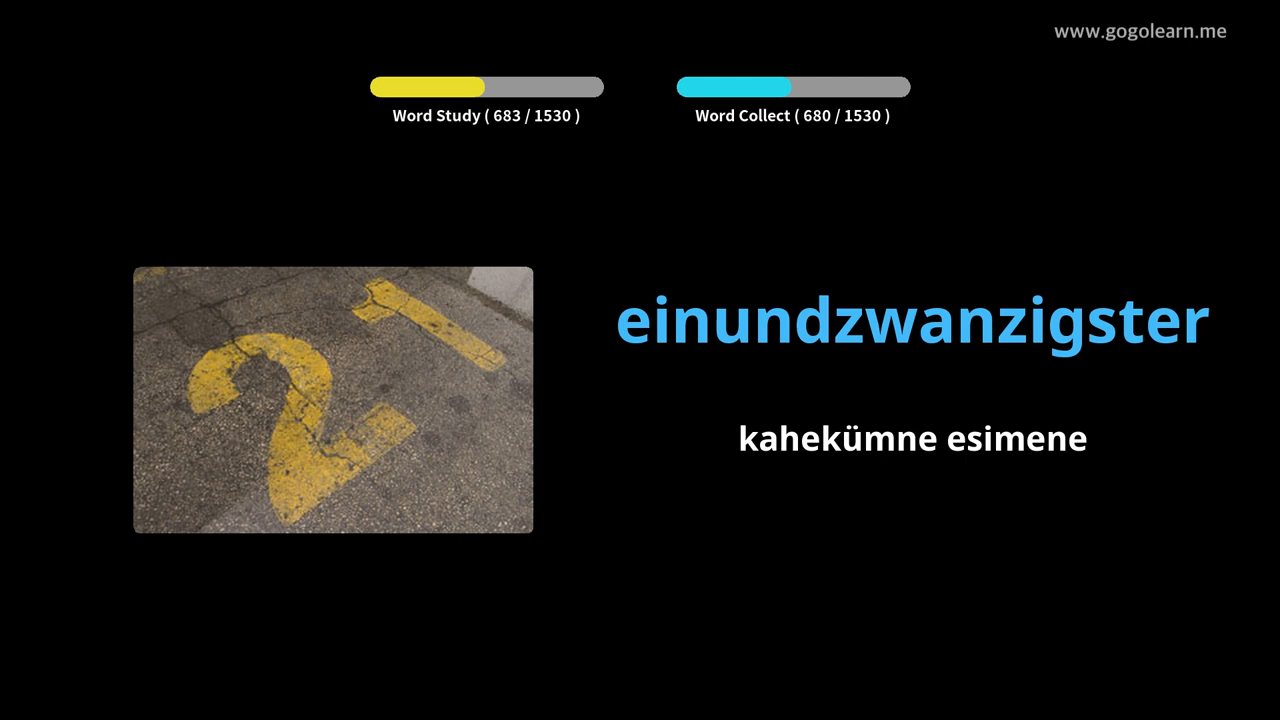 www.gogolearn.me
Word Study ( 683 / 1530 )
Word Collect ( 680 / 1530 )
21
einundzwanzigster
kahekümne esimene